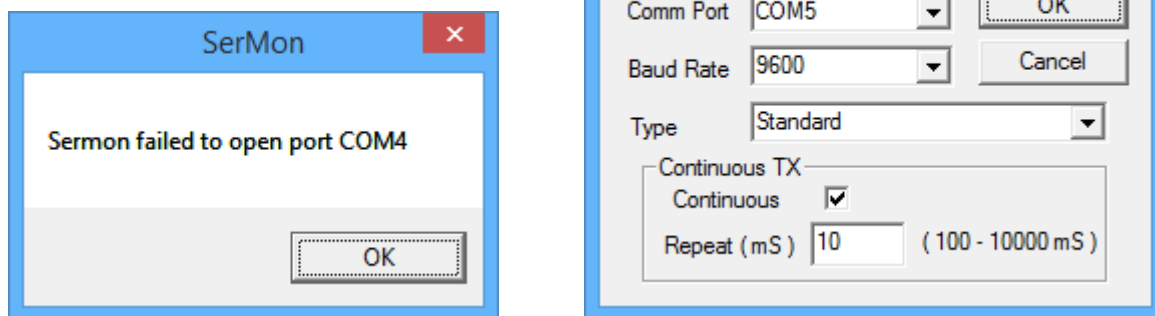 SerMon
Sermon failed to open port COM4
OK
Comm Port COM5 OK
Baud Rate 9600 Cancel
Type Standard
Continuous TX
Continuous
Repeat ( mS ) 10 ( 100 - 10000 mS )